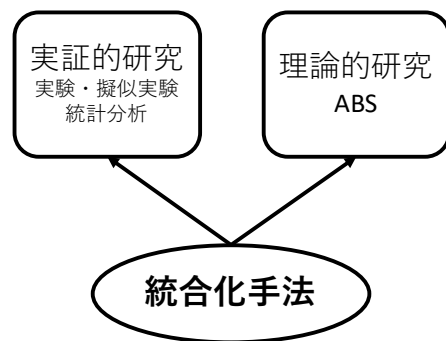 実証的研究
実験・擬似実験
統計分析
理論的研究
ABS
統合化手法